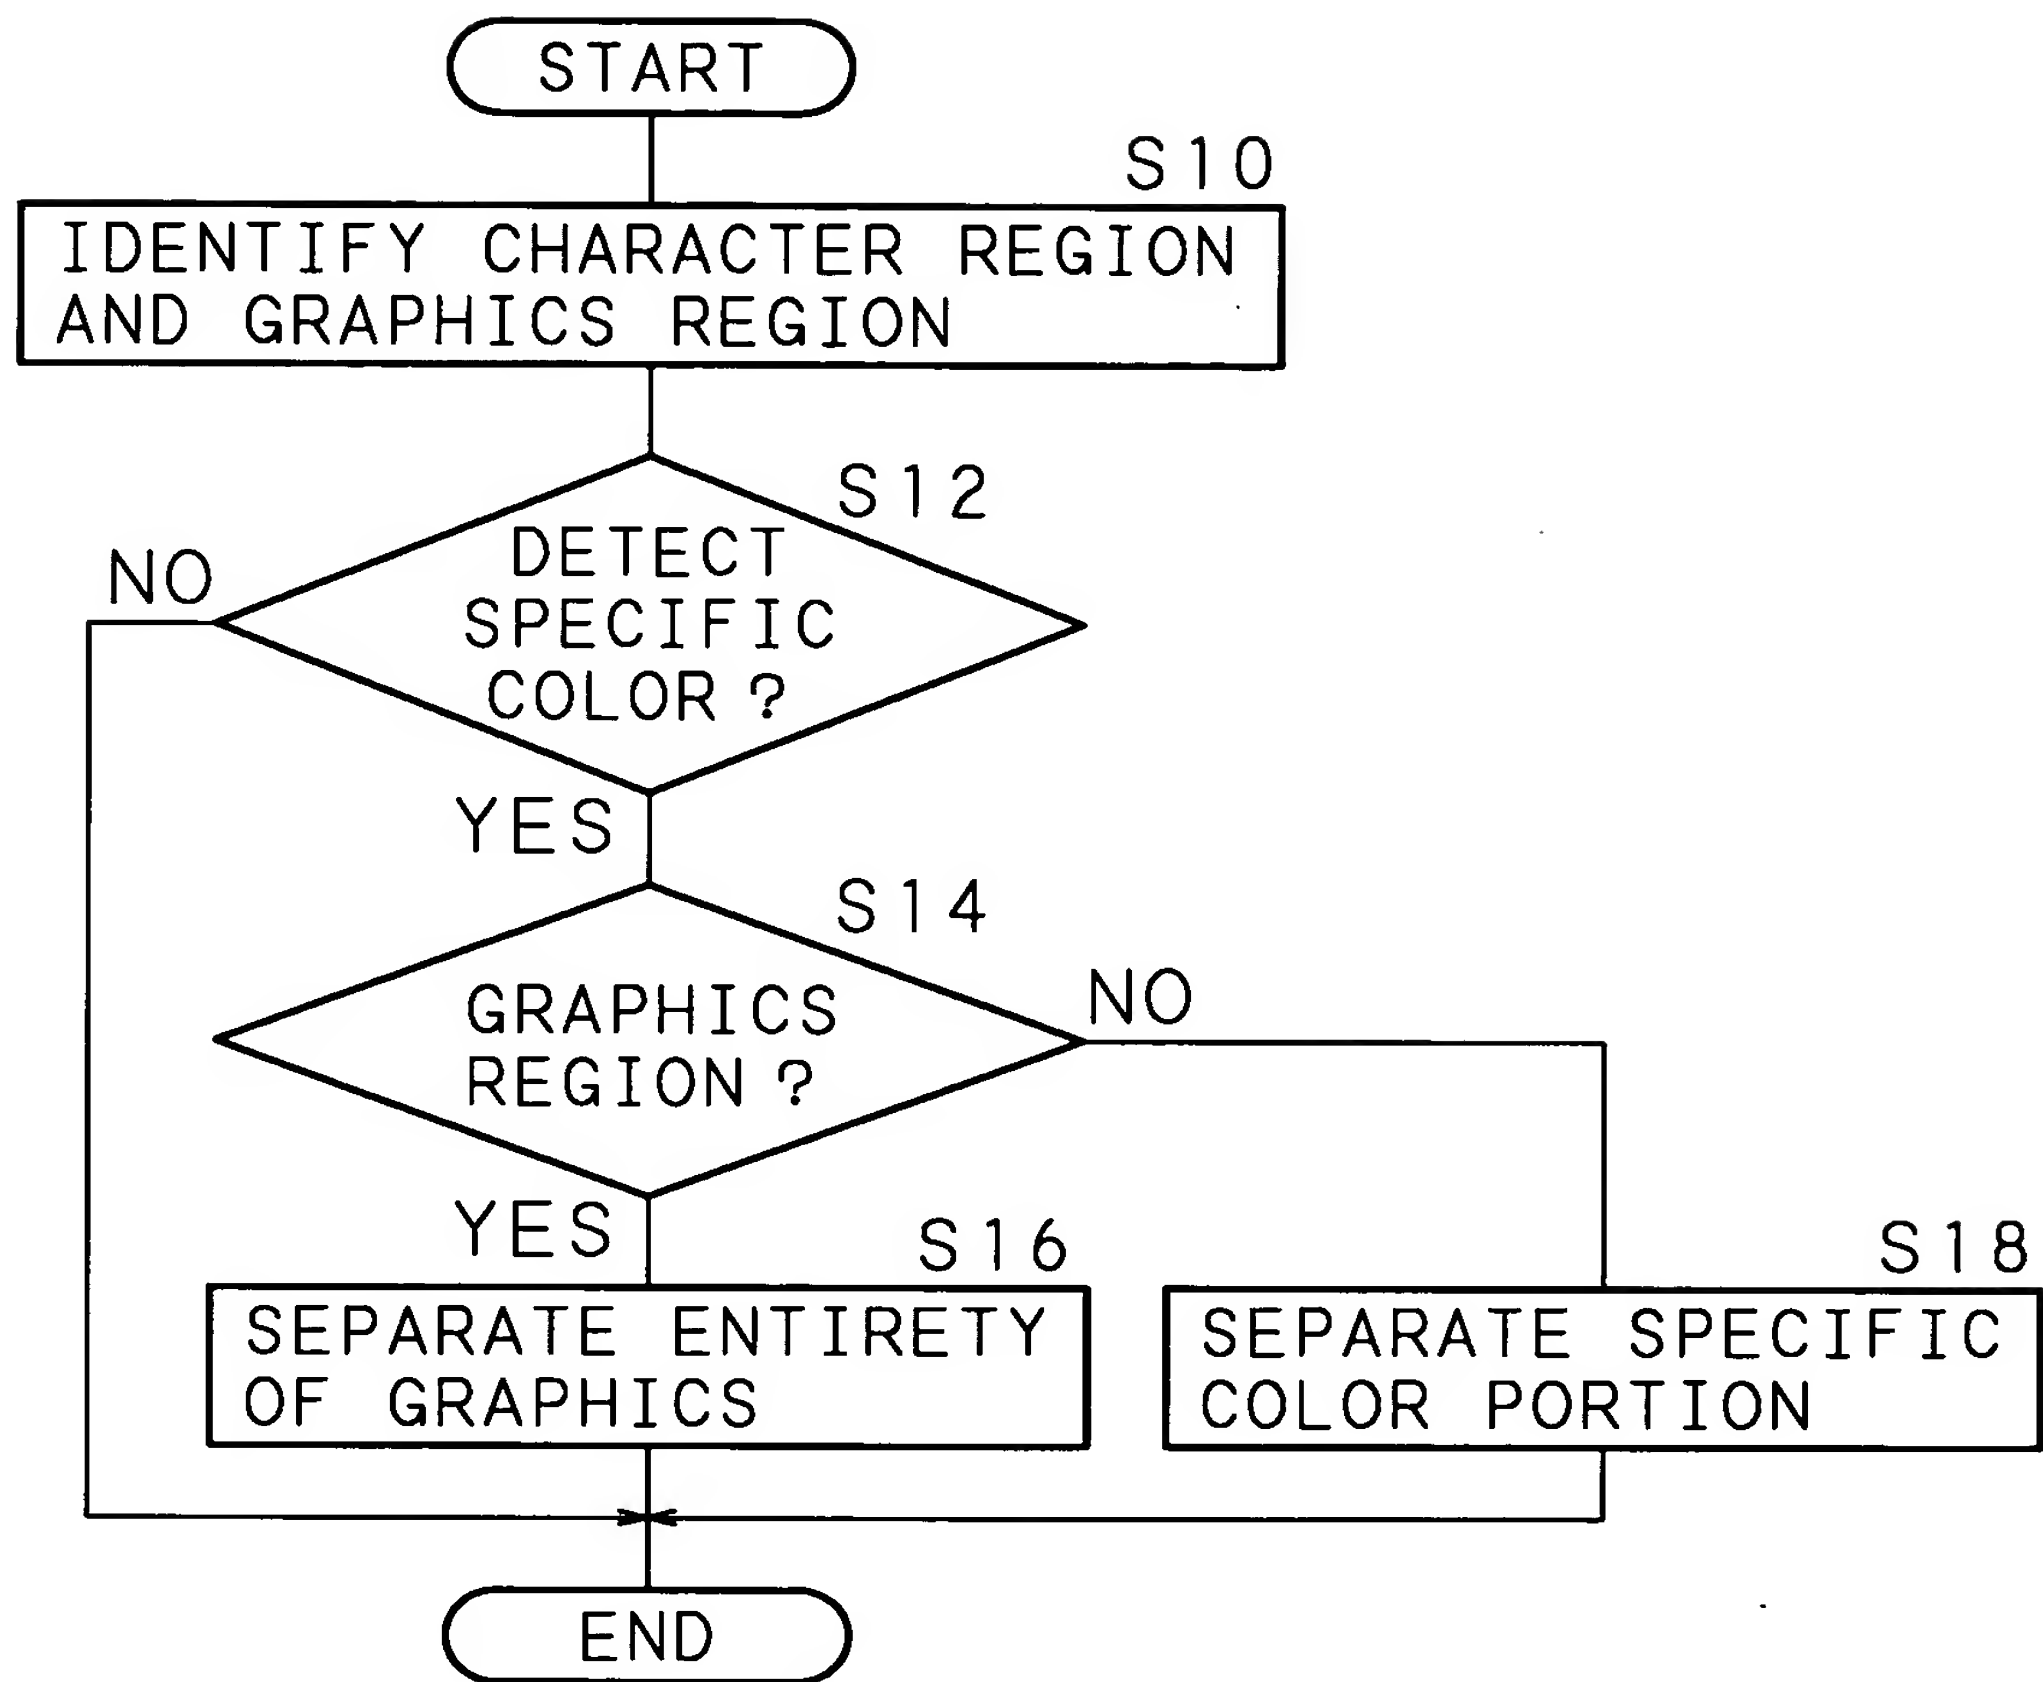 START
S10
IDENTIFY CHARACTER REGION
AND GRAPHICS REGION
S12
DETECT
SPECIFIC
COLOR ?
NO
YES
S14
GRAPHICS
REGION ?
NO
YES
S16
SEPARATE ENTIRETY
OF GRAPHICS
S18
SEPARATE SPECIFIC
COLOR PORTION
END